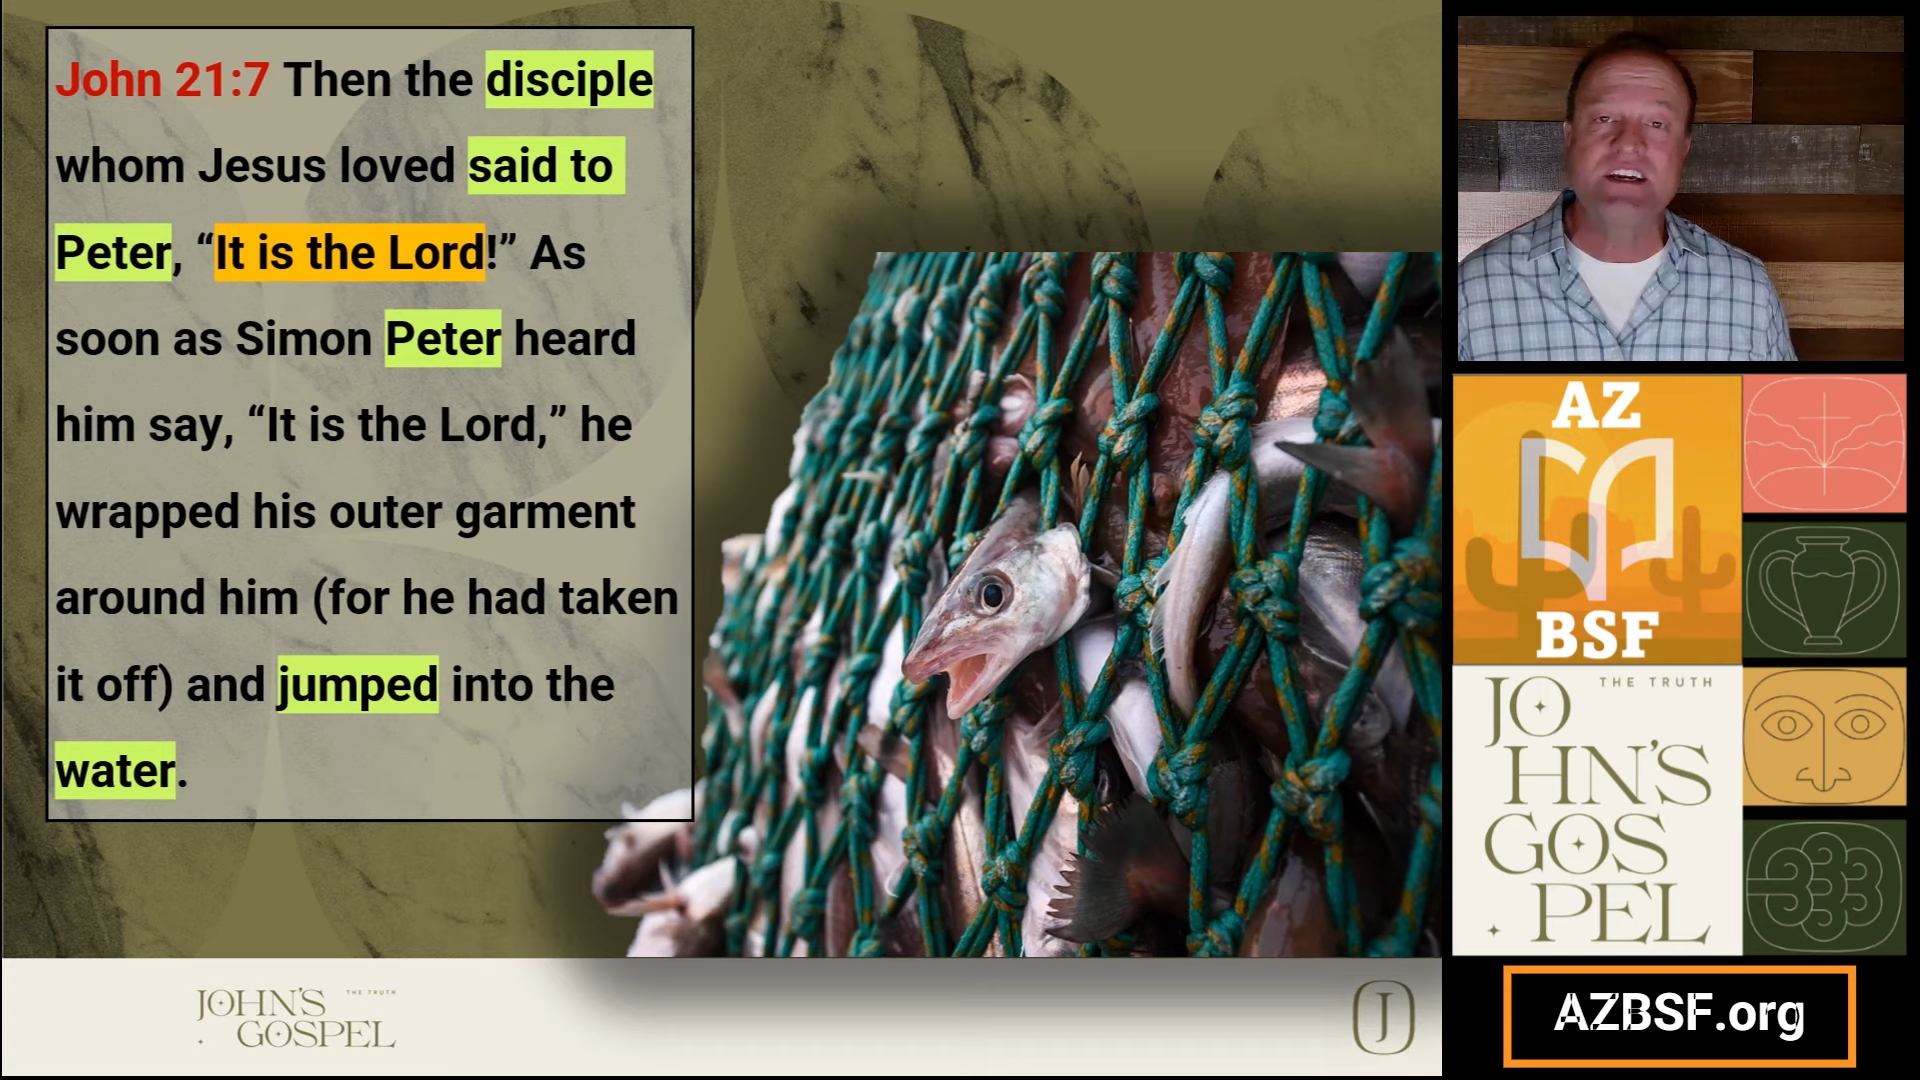 John 21:7 Then the disciple
whom Jesus loved said to
Peter, “It is the Lord!” As
soon as Simon Peter heard
him say, “It is the Lord,” he
wrapped his outer garment
around him (for he had taken
it off) and jumped into the
water.
JOHN'S THE TRUTH
GOSPEL
J
AZ
BSF
THE TRUTH
JO
HN'S
GOS
PEL
AZBSF.org